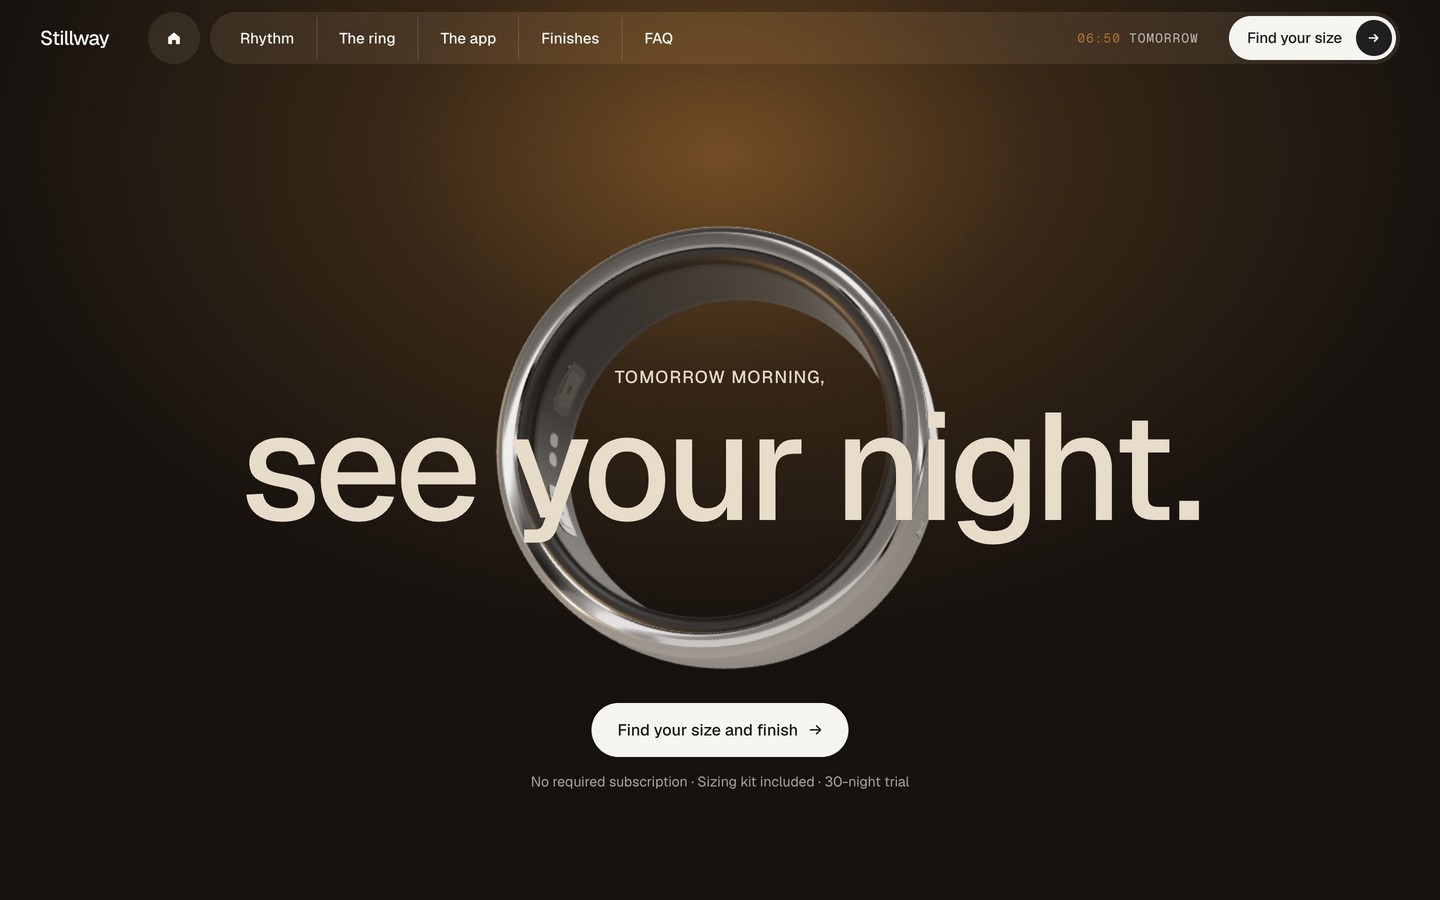 Stillway
Rhythm
The ring
The app
Finishes
FAQ
06:50 TOMORROW
Find your size
TOMORROW MORNING,
see your night.
Find your size and finish
No required subscription · Sizing kit included · 30-night trial